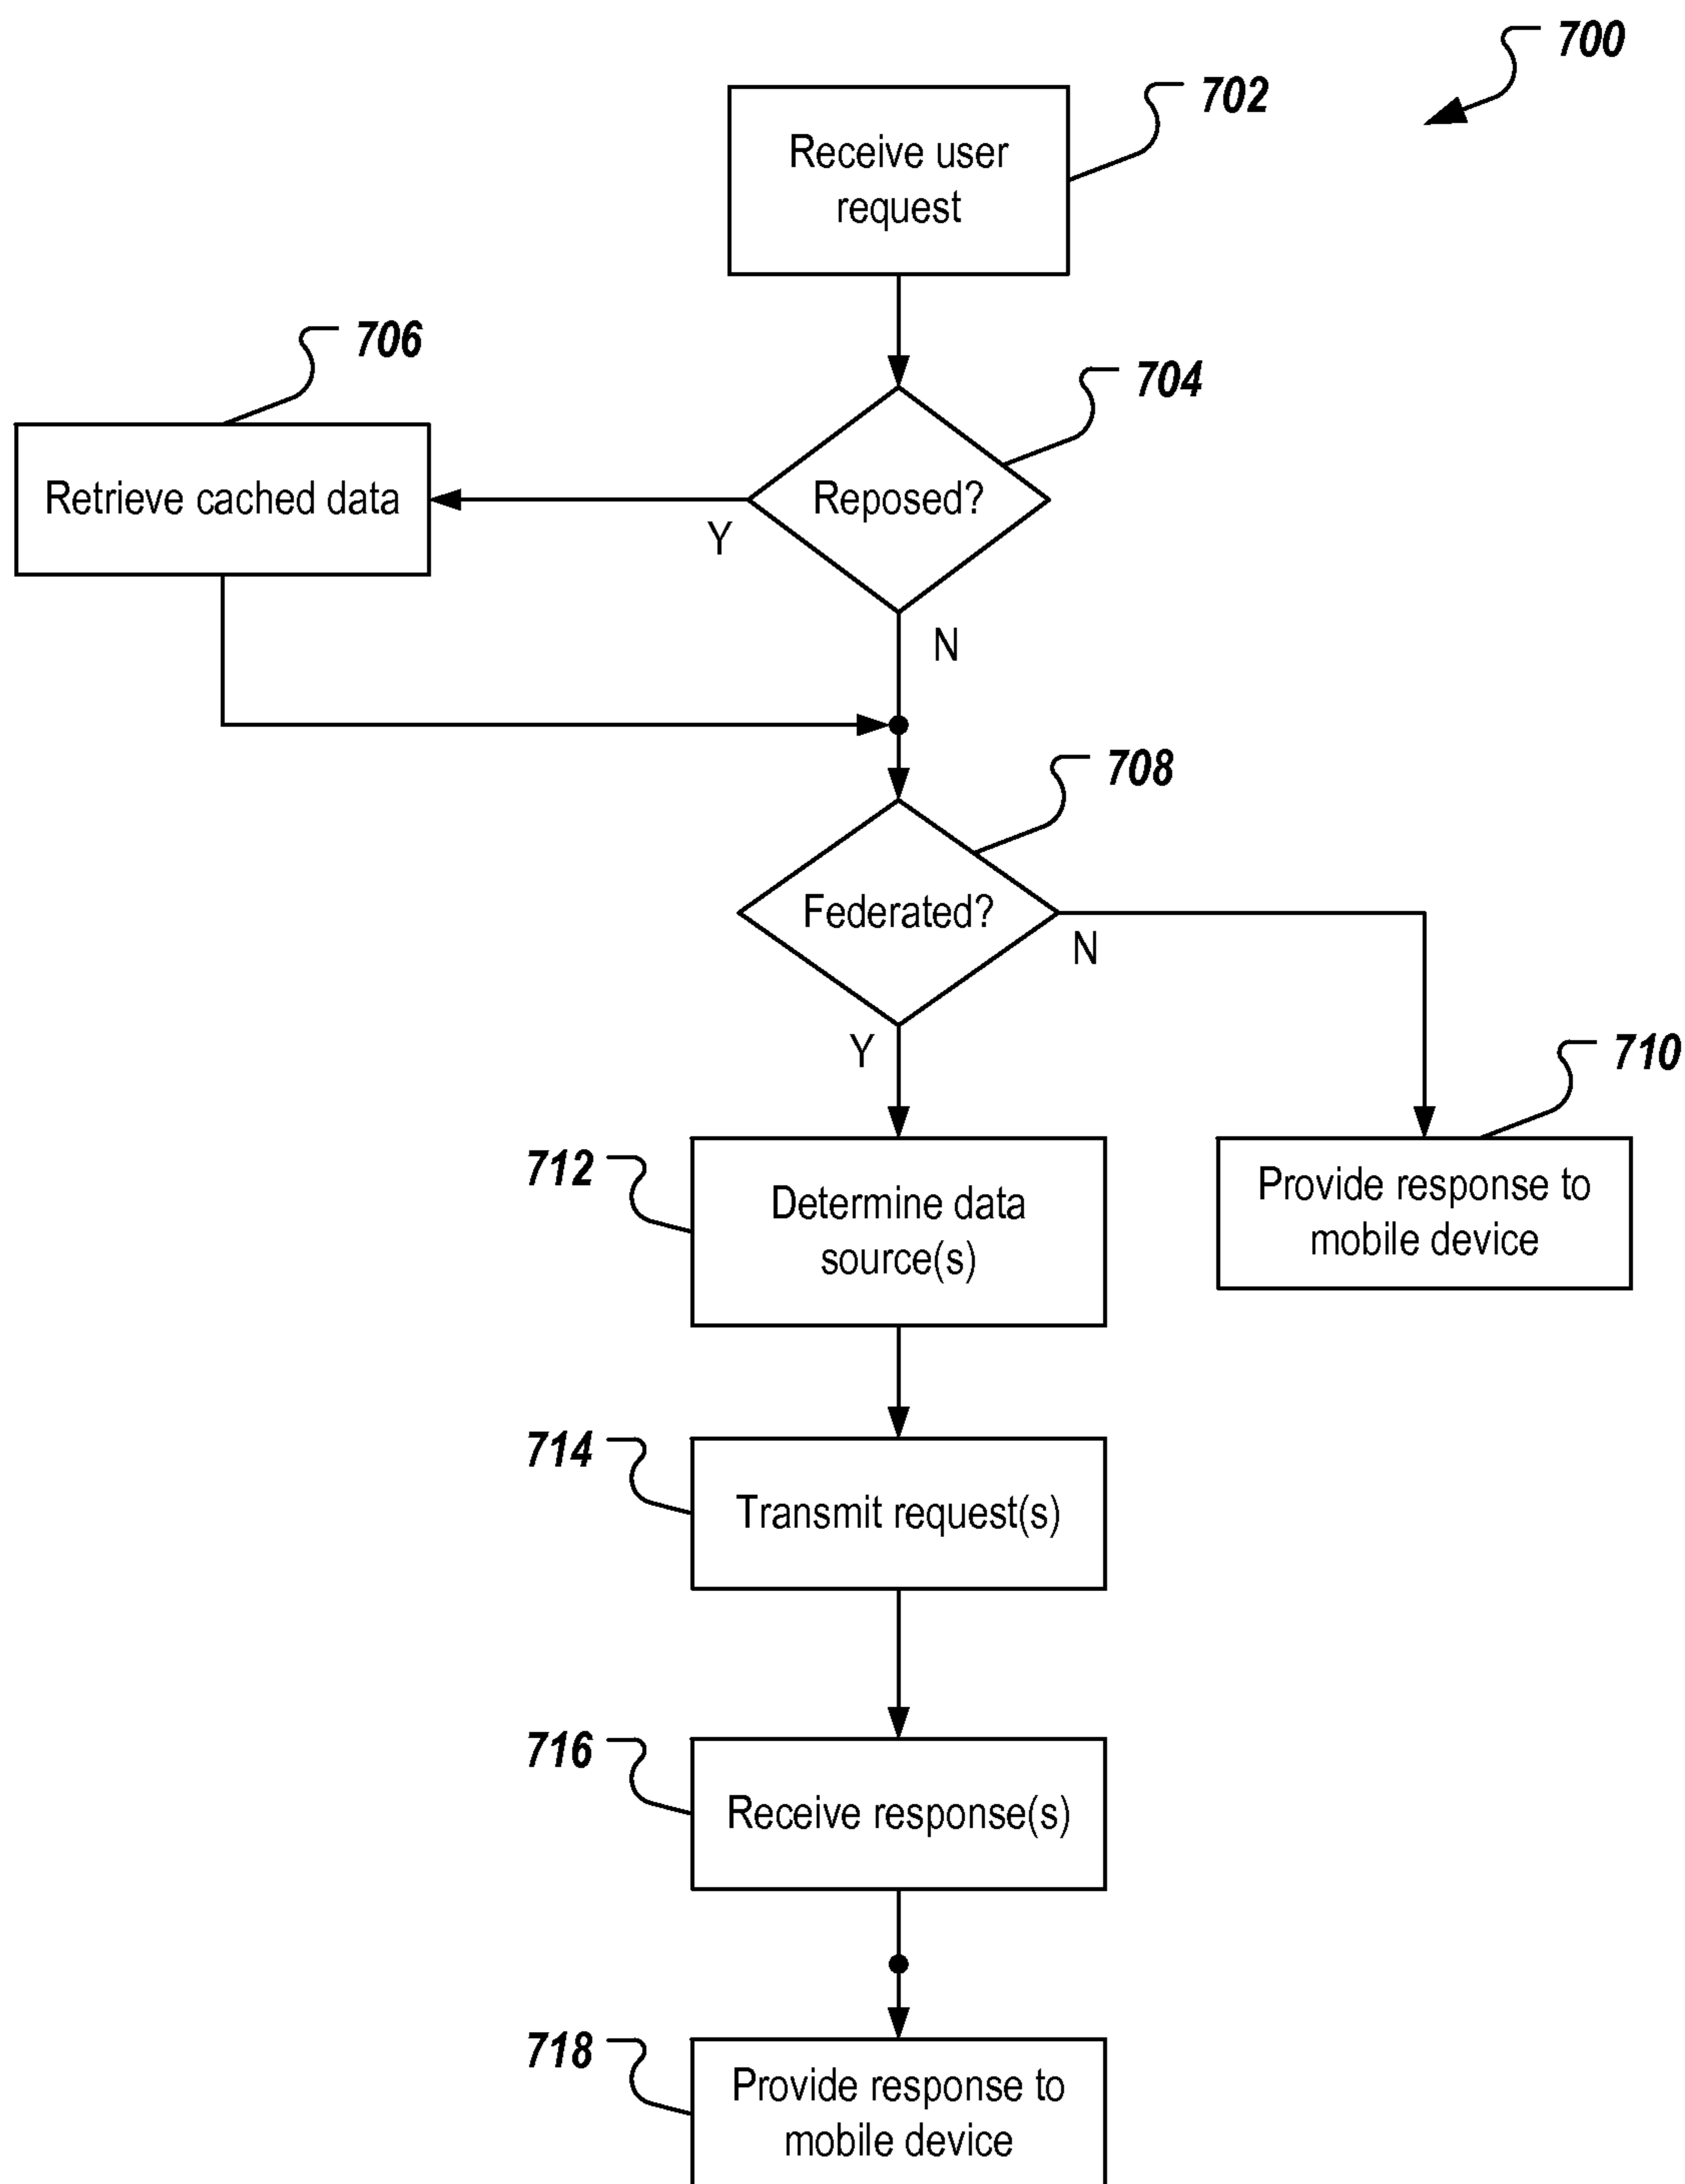 700
702
Receive user
request
706
704
Retrieve cached data
Reposed?
Y
N
708
Federated?
N
Y
710
712
Determine data
source(s)
Provide response to
mobile device
714
Transmit request(s)
716
Receive response(s)
718
Provide response to
mobile device